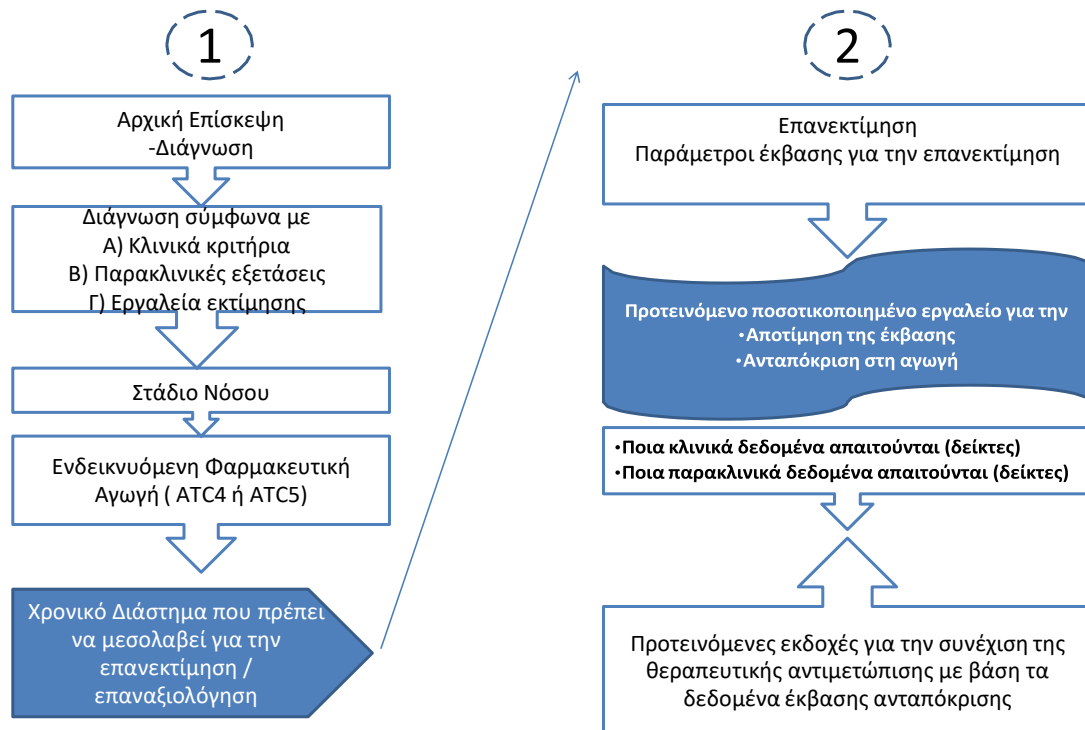 1
Αρχική Επίσκεψη
-Διάγνωση
Διάγνωση σύμφωνα με
Α) Κλινικά κριτήρια
Β) Παρακλινικές εξετάσεις
Γ) Εργαλεία εκτίμησης
Στάδιο Νόσου
Ενδεικνυόμενη Φαρμακευτική
Αγωγή ( ATC4 ή ATC5)
Χρονικό Διάστημα που πρέπει
να μεσολαβεί για την
επανεκτίμηση /
επαναξιολόγηση
2
Επανεκτίμηση
Παράμετροι έκβασης για την επανεκτίμηση
Προτεινόμενο ποσοτικοποιημένο εργαλείο για την
•Αποτίμηση της έκβασης
•Ανταπόκριση στη αγωγή
•Ποια κλινικά δεδομένα απαιτούνται (δείκτες)
•Ποια παρακλινικά δεδομένα απαιτούνται (δείκτες)
Προτεινόμενες εκδοχές για την συνέχιση της
θεραπευτικής αντιμετώπισης με βάση τα
δεδομένα έκβασης ανταπόκρισης